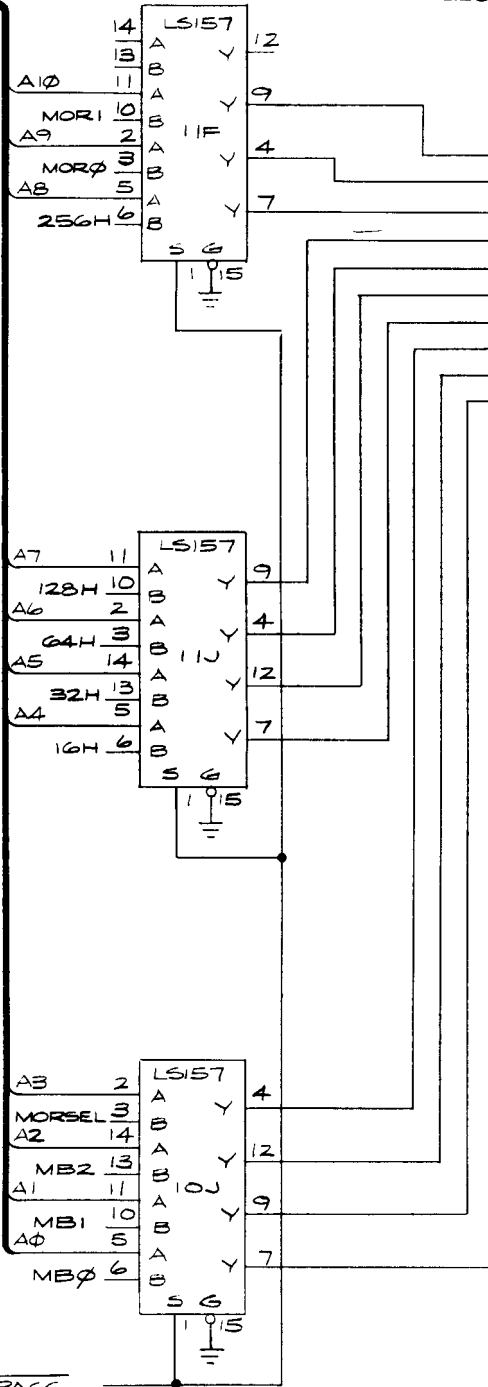 LS157
14 A Y 12
13 B
A10 11 A Y 9
MOR1 10 B
11F
A9 2 A Y 4
MORØ 3 B
A8 5 A Y 7
256H 6 B
S G
1 15
LS157
A7 11 A Y 9
128H 10 B
A6 2 A Y 4
64H 3 B
11J
A5 14 A Y 12
32H 13 B
A4 5 A Y 7
16H 6 B
S G
1 15
LS157
A3 2 A Y 4
MORSEL 3 B
A2 14 A Y 12
MB2 13 B
10J
A1 11 A Y 9
MB1 10 B
AØ 5 A Y 7
MBØ 6 B
S G
1 15